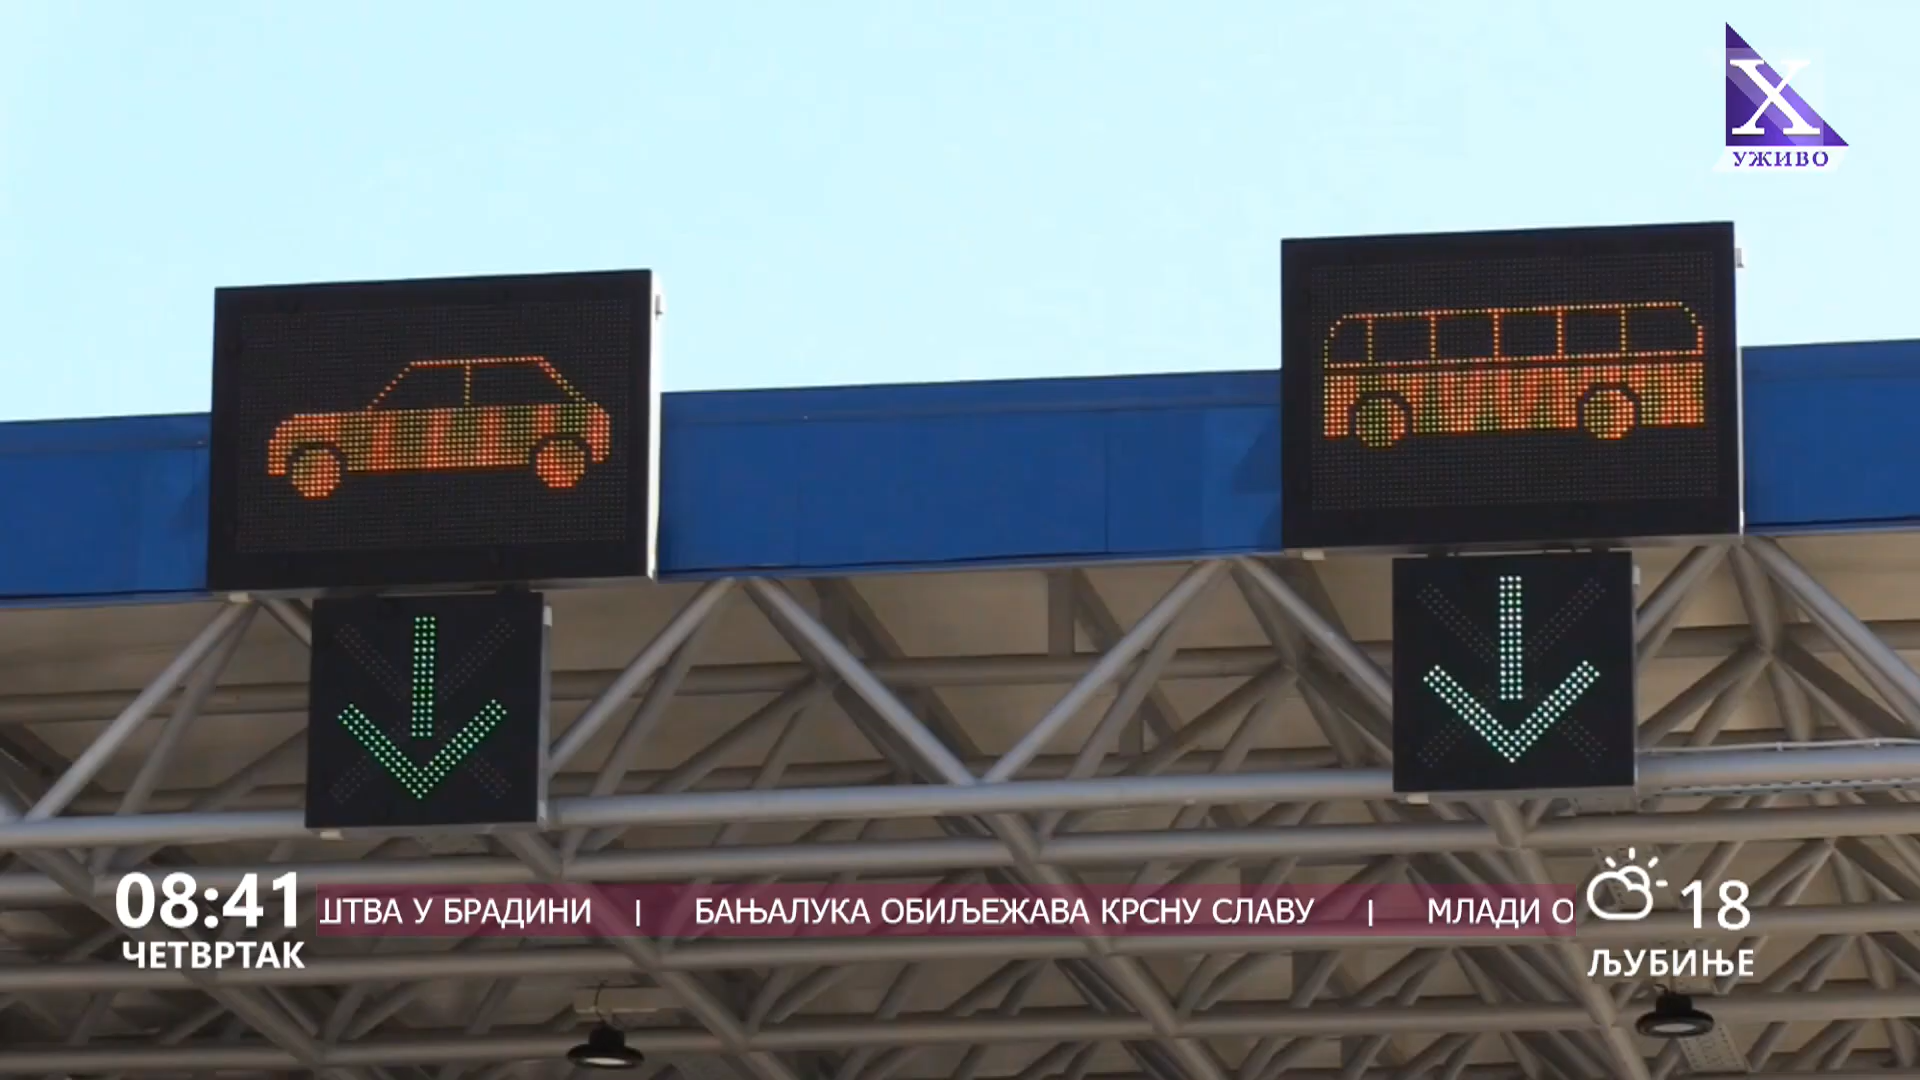 X
УЖИВО
08:41
ЧЕТВРТАК
ШТВА У БРАДИНИ | БАЊАЛУКА ОБИЉЕЖАВА КРСНУ СЛАВУ | МЛАДИ О
18
ЉУБИЊЕ